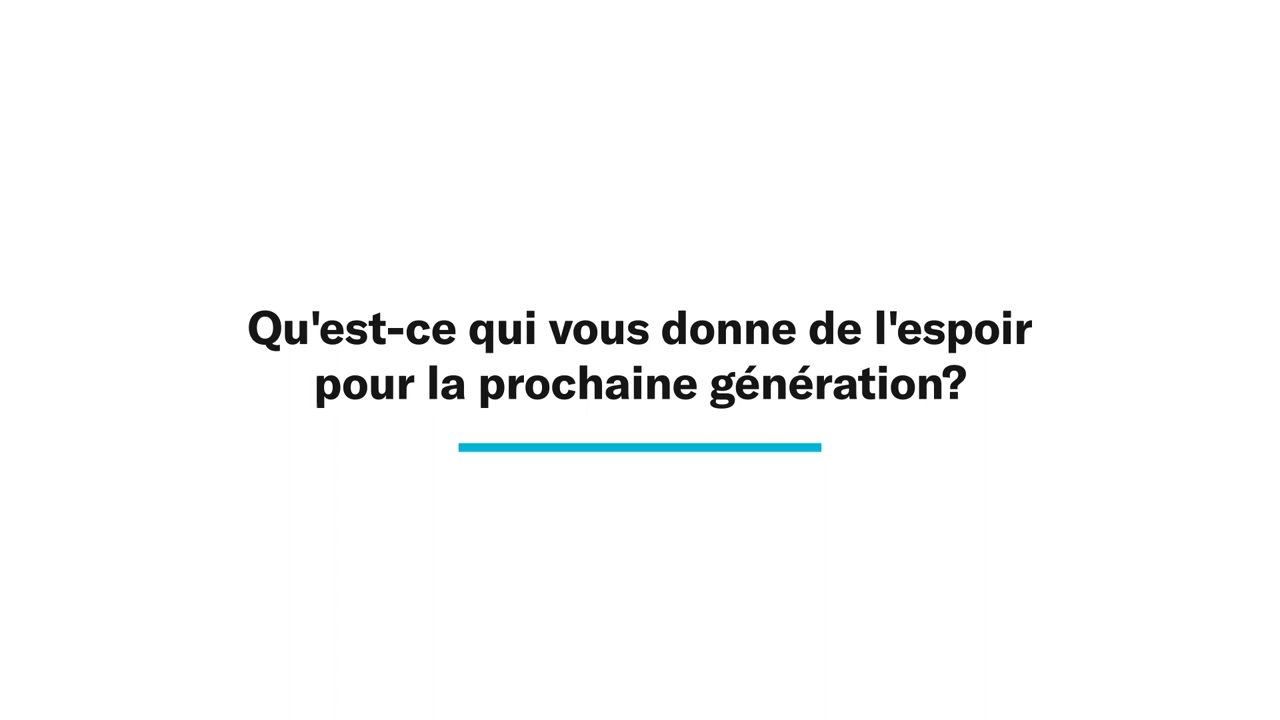 Qu'est-ce qui vous donne de l'espoir
pour la prochaine génération?